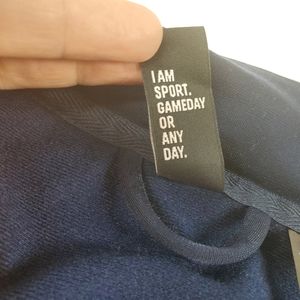 I AM
SPORT.
GAMEDAY
OR
ANY
DAY.